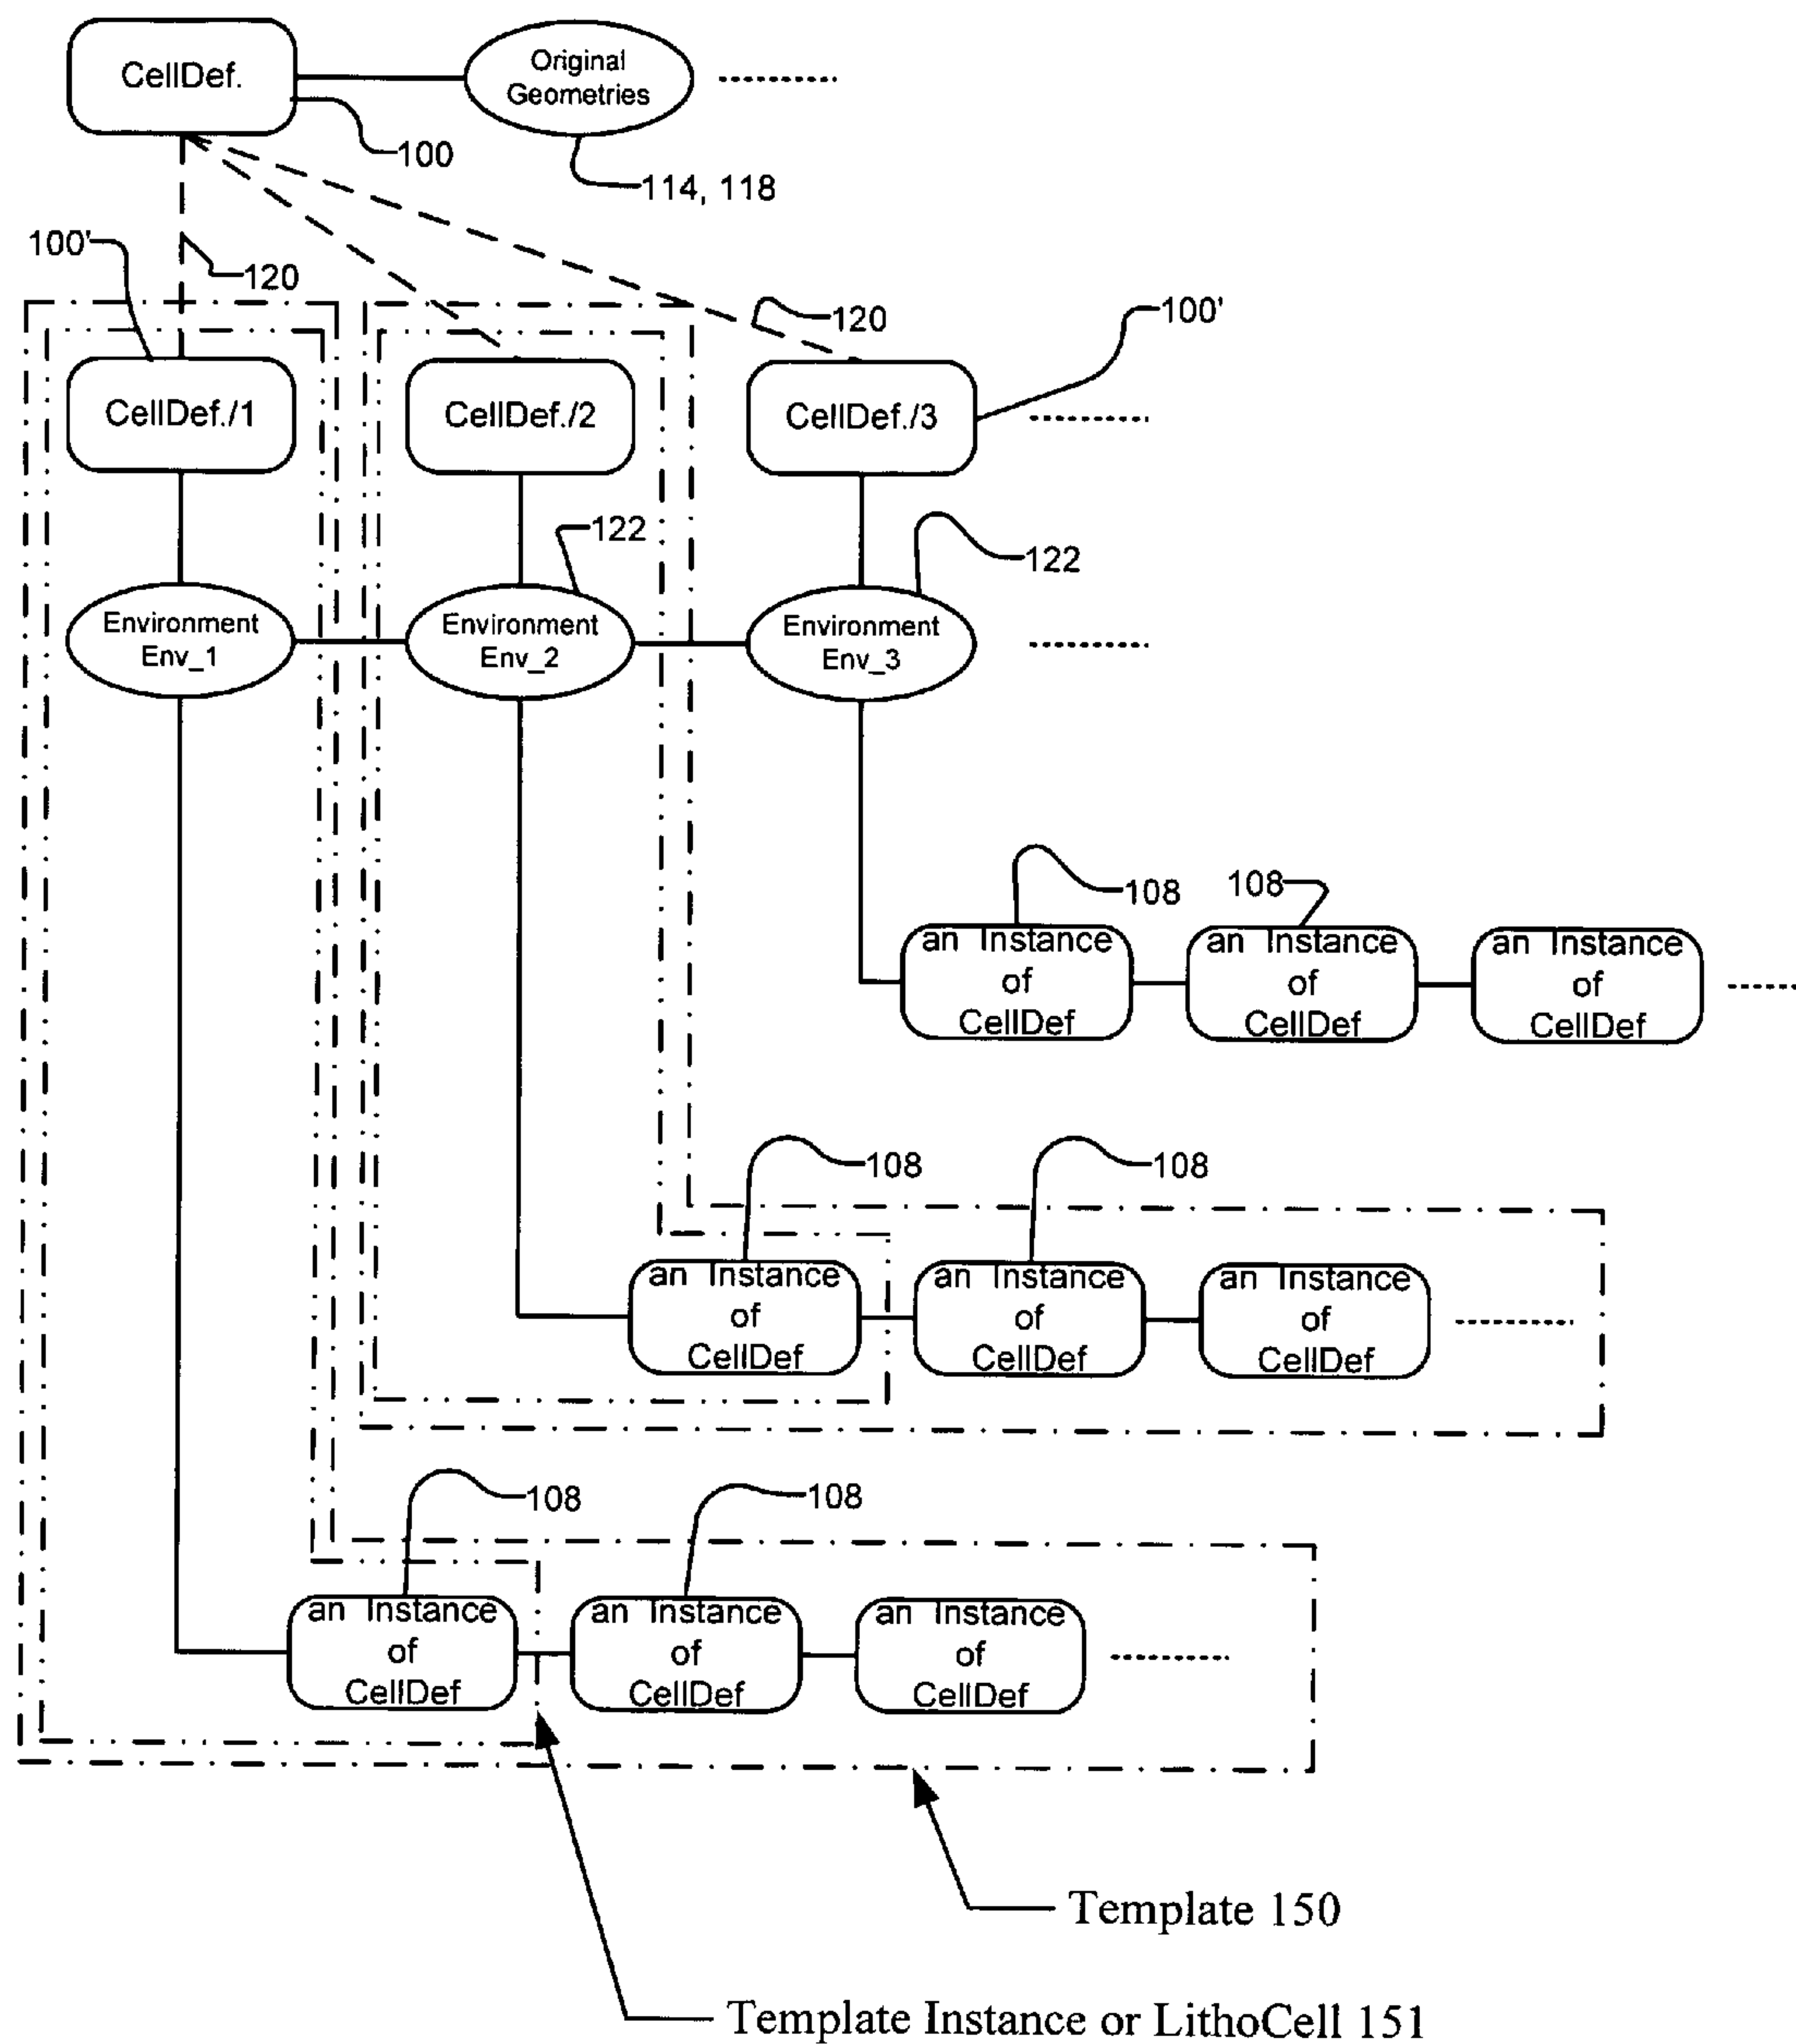 CellDef.
Original
Geometries
100
114, 118
100'
120
120
100'
CellDef./1
CellDef./2
CellDef./3
122
122
Environment
Env_1
Environment
Env_2
Environment
Env_3
108
108
an Instance
of
CellDef
an Instance
of
CellDef
an Instance
of
CellDef
108
108
an Instance
of
CellDef
an Instance
of
CellDef
an Instance
of
CellDef
108
108
an Instance
of
CellDef
an Instance
of
CellDef
an Instance
of
CellDef
Template 150
Template Instance or LithoCell 151